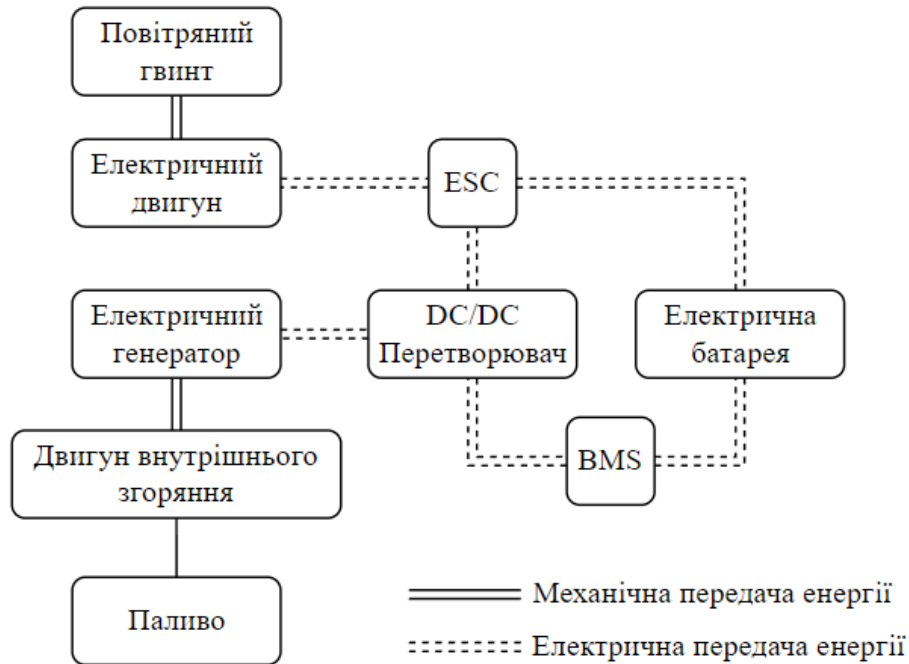 Повітряний
гвинт
Електричний
двигун
ESC
Електричний
генератор
DC/DC
Перетворювач
Електрична
батарея
Двигун внутрішнього
згоряння
BMS
Паливо
Механічна передача енергії
Електрична передача енергії